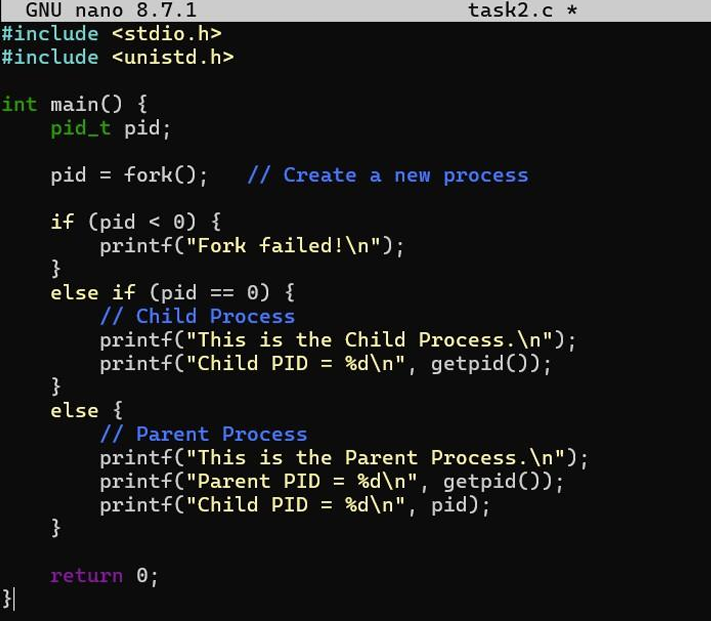 GNU nano 8.7.1 task2.c *
#include <stdio.h>
#include <unistd.h>
int main() {
    pid_t pid;
    pid = fork();   // Create a new process
    if (pid < 0) {
        printf("Fork failed!\n");
    }
    else if (pid == 0) {
        // Child Process
        printf("This is the Child Process.\n");
        printf("Child PID = %d\n", getpid());
    }
    else {
        // Parent Process
        printf("This is the Parent Process.\n");
        printf("Parent PID = %d\n", getpid());
        printf("Child PID = %d\n", pid);
    }
    return 0;
}